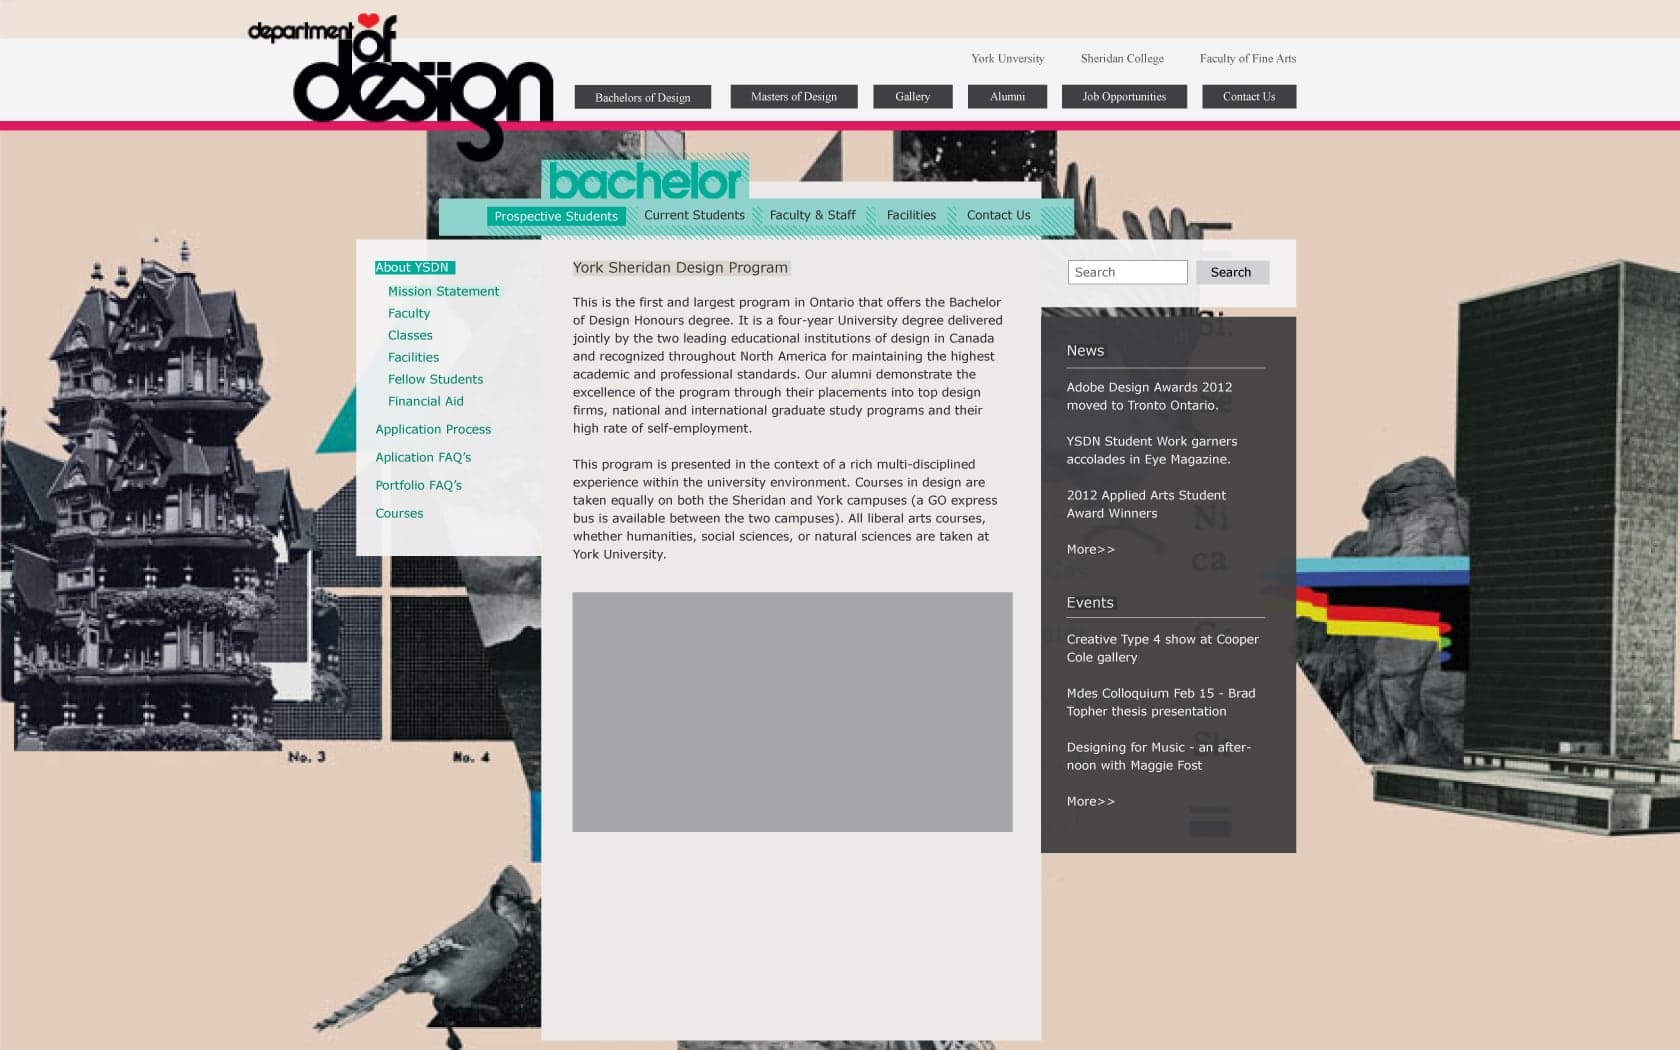 department of
design
York Unversity
Sheridan College
Faculty of Fine Arts
Bachelors of Design
Masters of Design
Gallery
Alumni
Job Opportunities
Contact Us
bachelor
Prospective Students
Current Students
Faculty & Staff
Facilities
Contact Us
About YSDN
Mission Statement
Faculty
Classes
Facilities
Fellow Students
Financial Aid
Application Process
Aplication FAQ's
Portfolio FAQ's
Courses
York Sheridan Design Program
This is the first and largest program in Ontario that offers the Bachelor
of Design Honours degree. It is a four-year University degree delivered
jointly by the two leading educational institutions of design in Canada
and recognized throughout North America for maintaining the highest
academic and professional standards. Our alumni demonstrate the
excellence of the program through their placements into top design
firms, national and international graduate study programs and their
high rate of self-employment.
This program is presented in the context of a rich multi-disciplined
experience within the university environment. Courses in design are
taken equally on both the Sheridan and York campuses (a GO express
bus is available between the two campuses). All liberal arts courses,
whether humanities, social sciences, or natural sciences are taken at
York University.
Search
Search
News
Adobe Design Awards 2012
moved to Tronto Ontario.
YSDN Student Work garners
accolades in Eye Magazine.
2012 Applied Arts Student
Award Winners
More>>
Events
Creative Type 4 show at Cooper
Cole gallery
Mdes Colloquium Feb 15 - Brad
Topher thesis presentation
Designing for Music - an after-
noon with Maggie Fost
More>>
No. 3
No. 4
Si.
Ni
ca